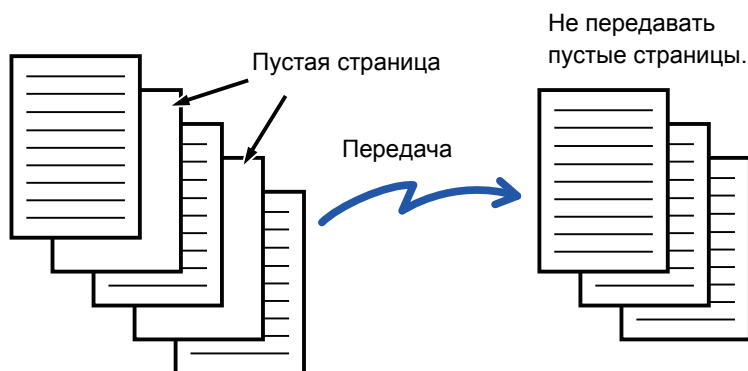 Не передавать
пустые страницы.
Пустая страница
Передача